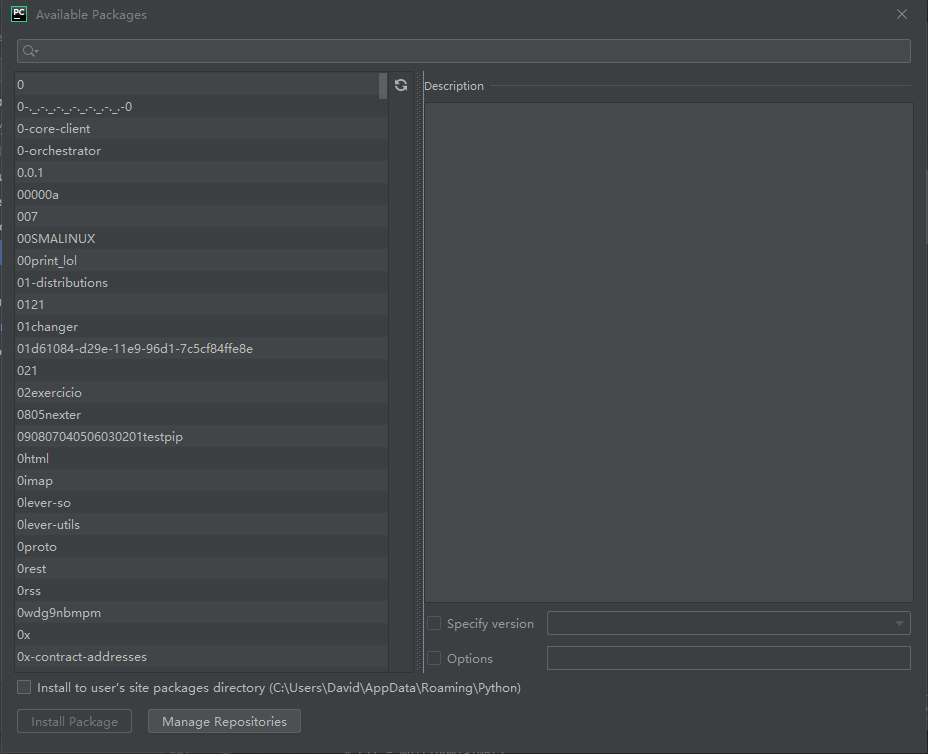 PC
Available Packages
0
0-._.-._.-._.-._.-._.-._.-0
0-core-client
0-orchestrator
0.0.1
00000a
007
00SMALINUX
00print_lol
01-distributions
0121
01changer
01d61084-d29e-11e9-96d1-7c5cf84ffe8e
021
02exercicio
0805nexter
090807040506030201testpip
0html
0imap
0lever-so
0lever-utils
0proto
0rest
0rss
0wdg9nbmpm
0x
0x-contract-addresses
Description
Specify version
Options
Install to user's site packages directory (C:\Users\David\AppData\Roaming\Python)
Install Package
Manage Repositories